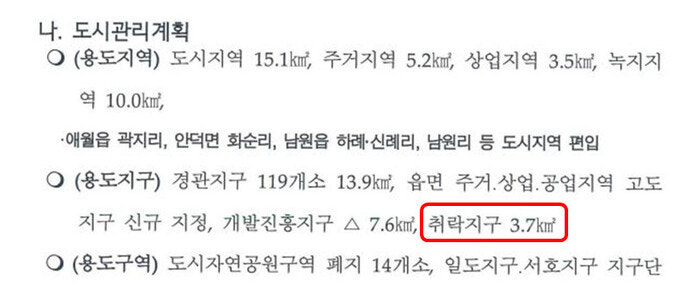 나. 도시관리계획
❍ (용도지역) 도시지역 15.1㎢, 주거지역 5.2㎢, 상업지역 3.5㎢, 녹지지
역 10.0㎢,
·애월읍 곽지리, 안덕면 화순리, 남원읍 하례·신례리, 남원리 등 도시지역 편입
❍ (용도지구) 경관지구 119개소 13.9㎢, 읍면 주거.상업.공업지역 고도
지구 신규 지정, 개발진흥지구 △ 7.6㎢, 취락지구 3.7㎢
❍ (용도구역) 도시자연공원구역 폐지 14개소, 일도지구.서호지구 지구단